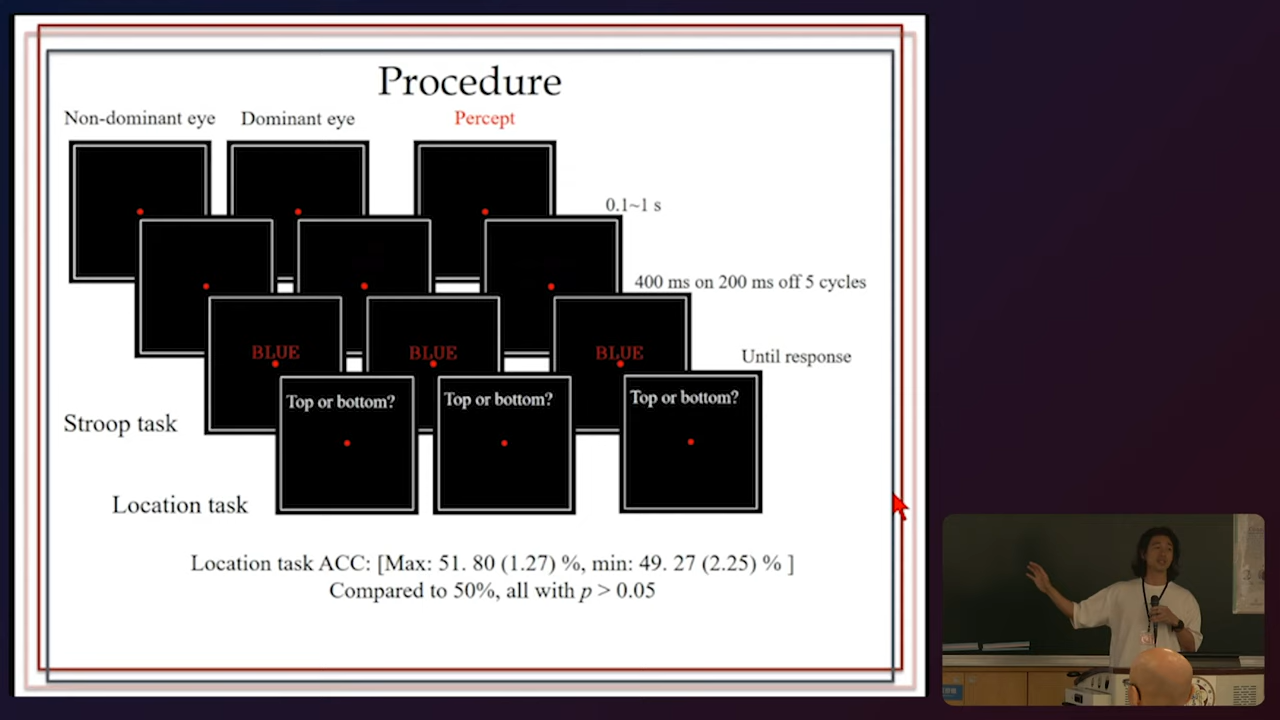 Procedure
Non-dominant eye Dominant eye Percept
0.1~1 s
400 ms on 200 ms off 5 cycles
BLUE BLUE BLUE
Until response
Top or bottom? Top or bottom? Top or bottom?
Stroop task
Location task
Location task ACC: [Max: 51. 80 (1.27) %, min: 49. 27 (2.25) % ]
Compared to 50%, all with p > 0.05